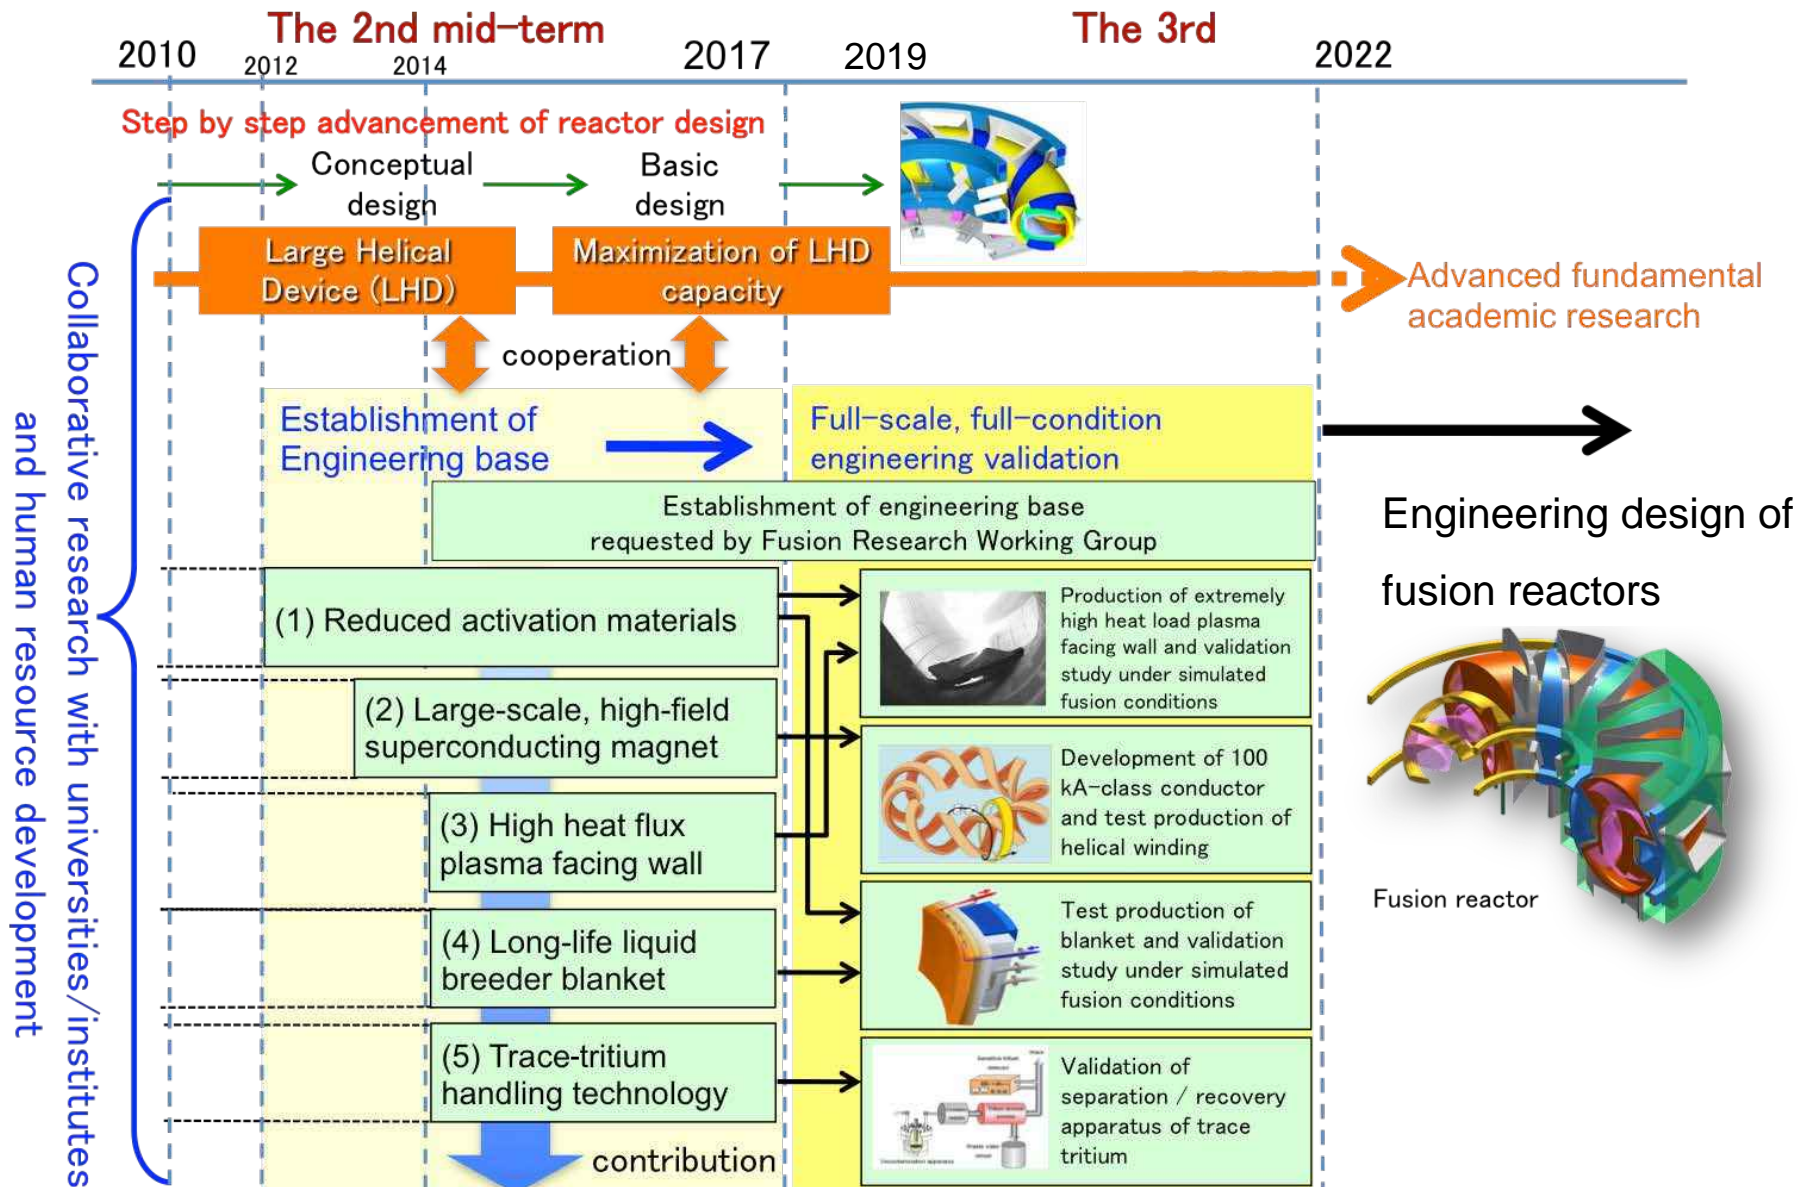 The 2nd mid-term
The 3rd
2010
2012
2014
2017
2019
2022
Step by step advancement of reactor design
Conceptual
design
Basic
design
Large Helical
Device (LHD)
Maximization of LHD
capacity
Advanced fundamental
academic research
cooperation
Collaborative research with universities/institutes
and human resource development
Establishment of
Engineering base
Full-scale, full-condition
engineering validation
Establishment of engineering base
requested by Fusion Research Working Group
Engineering design of
fusion reactors
(1) Reduced activation materials
(2) Large-scale, high-field
superconducting magnet
(3) High heat flux
plasma facing wall
(4) Long-life liquid
breeder blanket
(5) Trace-tritium
handling technology
contribution
Production of extremely
high heat load plasma
facing wall and validation
study under simulated
fusion conditions
Development of 100
kA-class conductor
and test production of
helical winding
Test production of
blanket and validation
study under simulated
fusion conditions
Validation of
separation / recovery
apparatus of trace
tritium
Fusion reactor